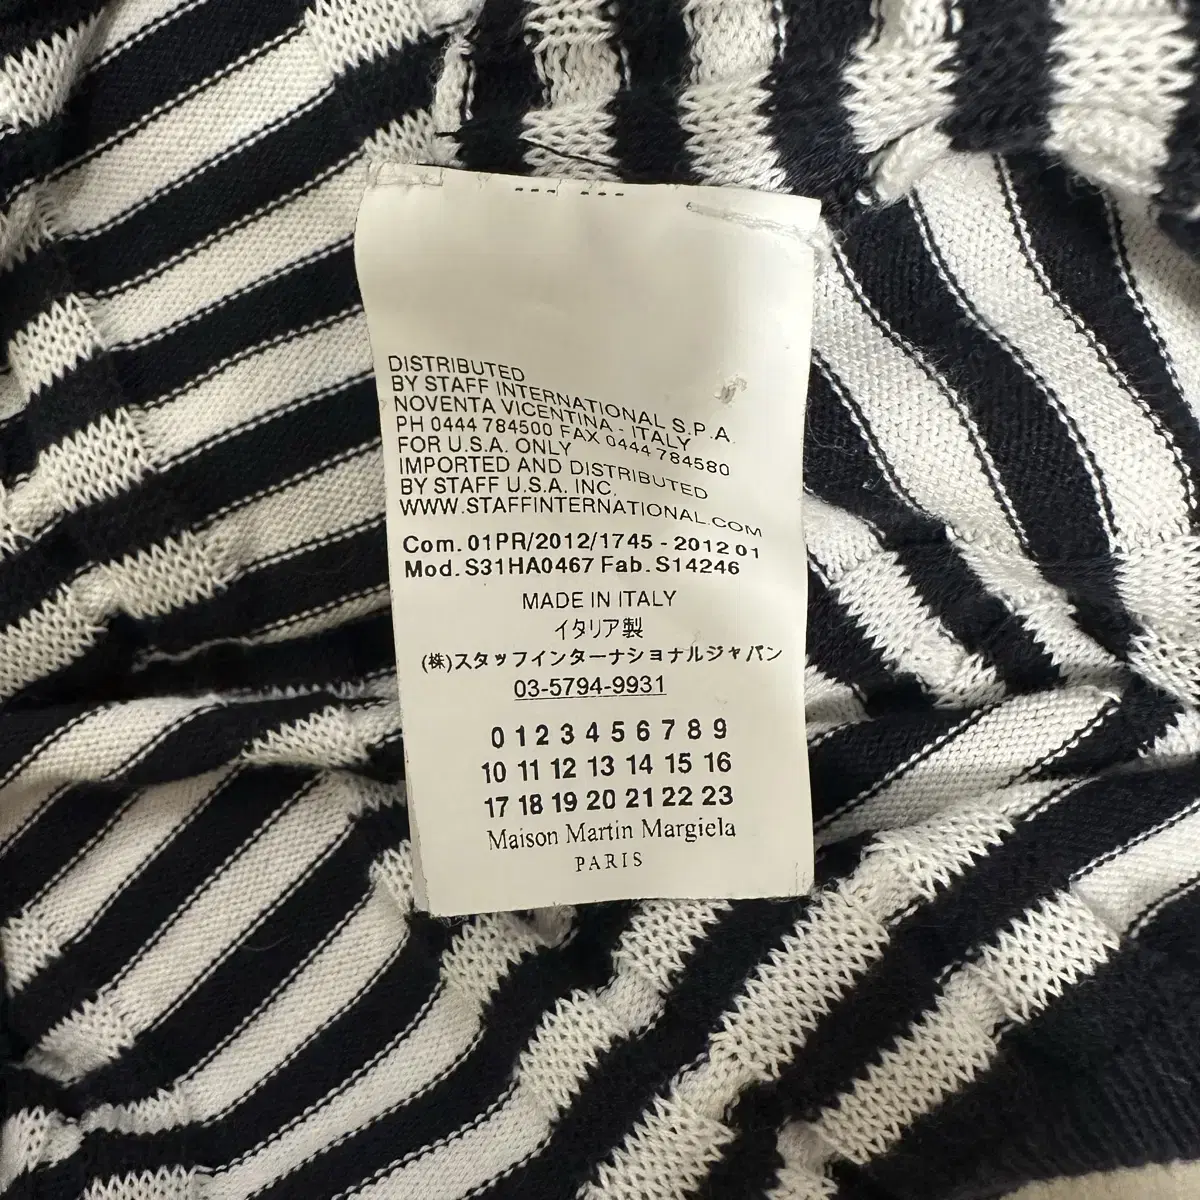 DISTRIBUTED
BY STAFF INTERNATIONAL S.P.A.
NOVENTA VICENTINA - ITALY
PH 0444 784500 FAX 0444 784580
FOR U.S.A. ONLY
IMPORTED AND DISTRIBUTED
BY STAFF U.S.A. INC.
WWW.STAFFINTERNATIONAL.COM
Com. 01PR/2012/1745 - 2012 01
Mod. S31HA0467 Fab. S14246
MADE IN ITALY
イタリア製
(株)スタッフインターナショナルジャパン
03-5794-9931
0 1 2 3 4 5 6 7 8 9
10 11 12 13 14 15 16
17 18 19 20 21 22 23
Maison Martin Margiela
PARIS